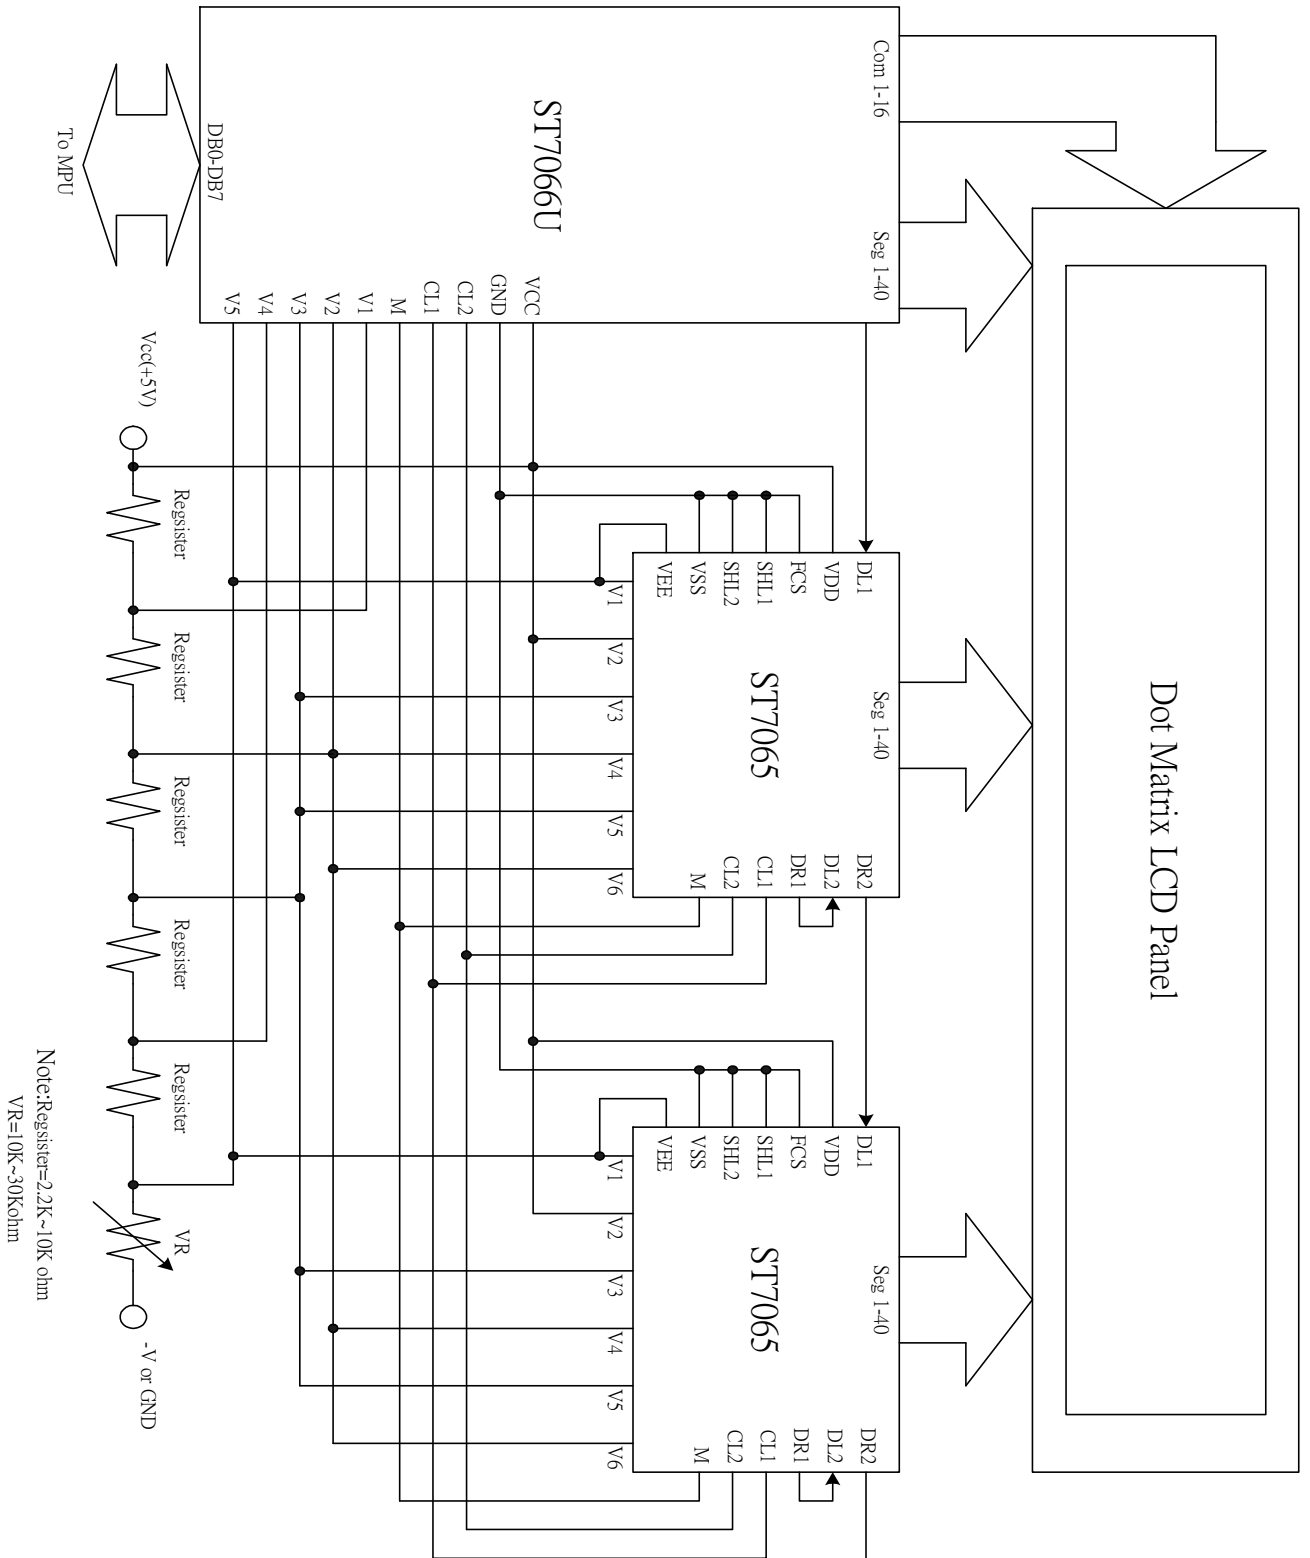 Dot Matrix LCD Panel
Com 1-16
Seg 1-40
Seg 1-40
Seg 1-40
ST7066U
DB0-DB7
To MPU
VCC
GND
CL2
CL1
M
V1
V2
V3
V4
V5
DL1
VDD
FCS
SHL1
SHL2
VSS
VEE
V1
V2
V3
V4
V5
V6
ST7065
DR2
DL2
DR1
CL1
CL2
M
DL1
VDD
FCS
SHL1
SHL2
VSS
VEE
V1
V2
V3
V4
V5
V6
ST7065
DR2
DL2
DR1
CL1
CL2
M
Vcc(+5V)
Regsister
Regsister
Regsister
Regsister
Regsister
VR
-V or GND
Note:Regsister=2.2K~10K ohm
VR=10K~30Kohm